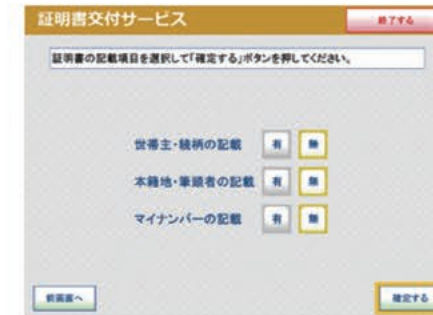 証明書交付サービス
終了する
証明書の記載項目を選択して「確定する」ボタンを押してください。
世帯主・続柄の記載 有 無
本籍地・筆頭者の記載 有 無
マイナンバーの記載 有 無
前画面へ
確定する